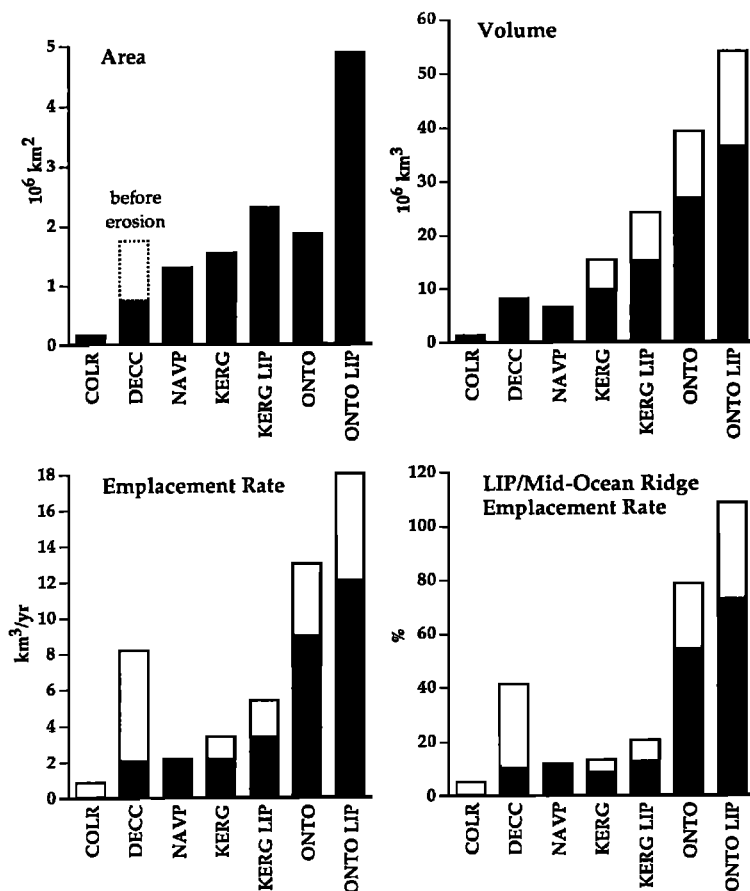 Area
10⁶ km²
5
4
3
2
1
0
before
erosion
COLR
DECC
NAVP
KERG
KERG LIP
ONTO
ONTO LIP
Volume
10⁶ km³
60
50
40
30
20
10
0
COLR
DECC
NAVP
KERG
KERG LIP
ONTO
ONTO LIP
Emplacement Rate
km³/yr
18
16
14
12
10
8
6
4
2
0
COLR
DECC
NAVP
KERG
KERG LIP
ONTO
ONTO LIP
LIP/Mid-Ocean Ridge
Emplacement Rate
%
120
100
80
60
40
20
0
COLR
DECC
NAVP
KERG
KERG LIP
ONTO
ONTO LIP